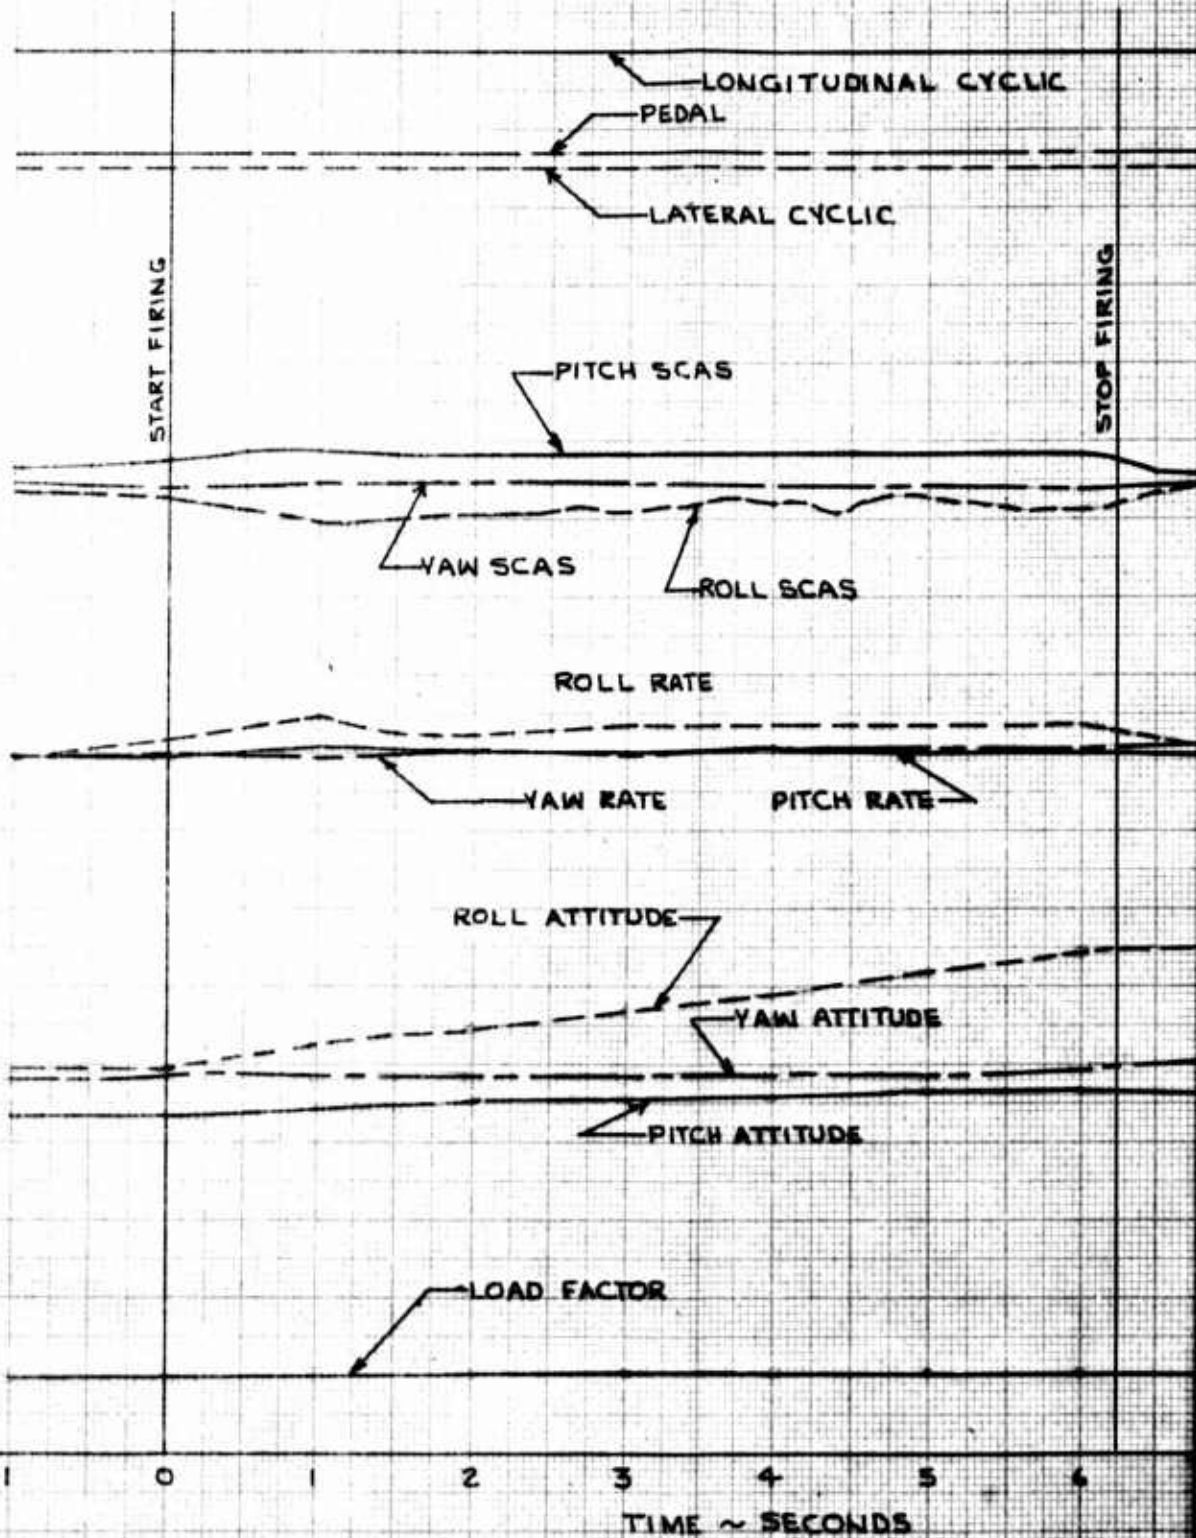 LONGITUDINAL CYCLIC
PEDAL
LATERAL CYCLIC
START FIRING
STOP FIRING
PITCH SCAS
YAW SCAS
ROLL SCAS
ROLL RATE
YAW RATE
PITCH RATE
ROLL ATTITUDE
YAW ATTITUDE
PITCH ATTITUDE
LOAD FACTOR
1 0 1 2 3 4 5 6
TIME ~ SECONDS